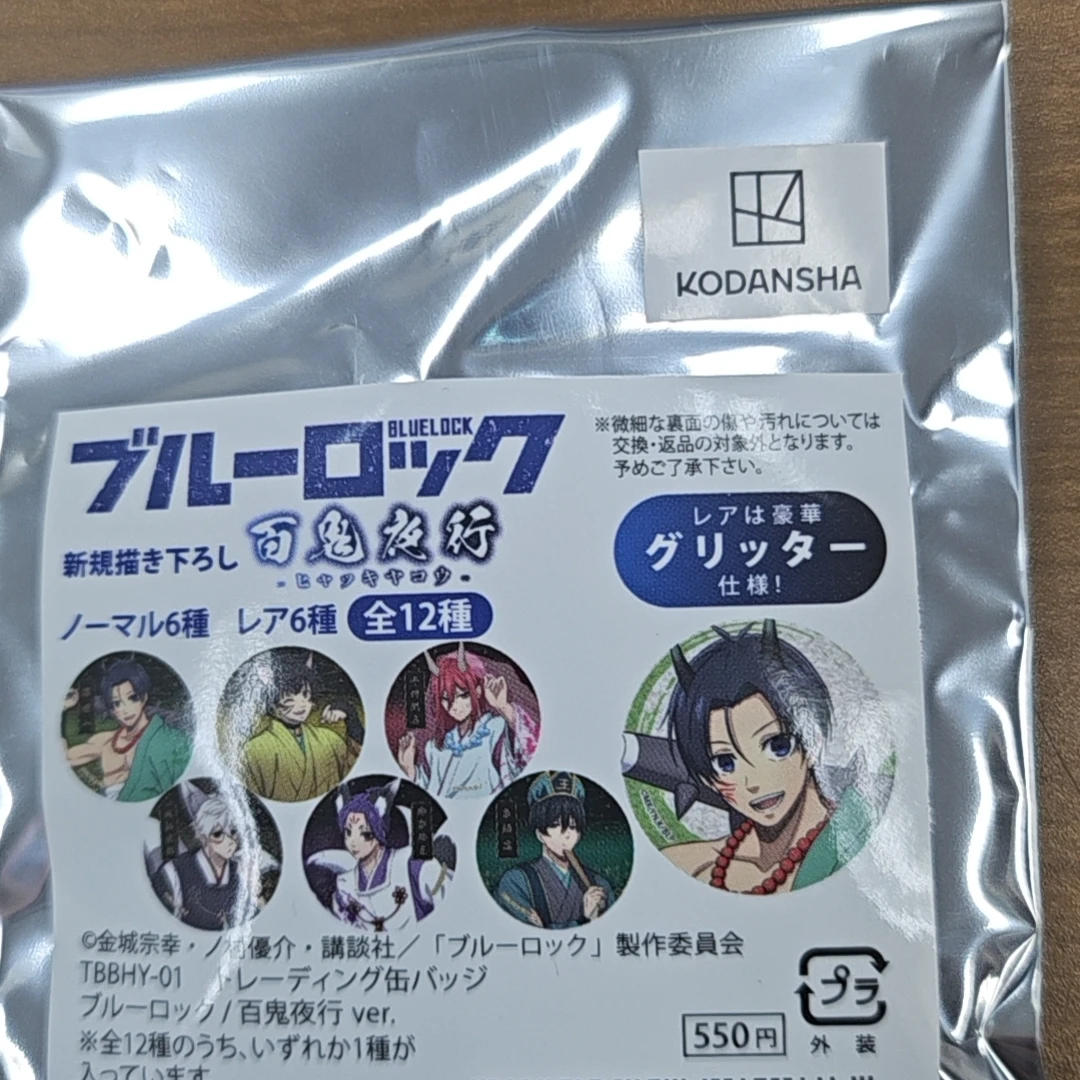 KODANSHA
ブルーロック
BLUELOCK
※微細な裏面の傷や汚れについては
交換・返品の対象外となります。
予めご了承下さい。
新規描き下ろし
百鬼夜行
-ヒャッキヤコウ-
レアは豪華
グリッター
仕様!
ノーマル6種 レア6種 全12種
©金城宗幸・ノ村優介・講談社/「ブルーロック」製作委員会
TBBHY-01 トレーディング缶バッジ
ブルーロック/百鬼夜行 ver.
※全12種のうち、いずれか1種が
入っています
プラ
外装
550円